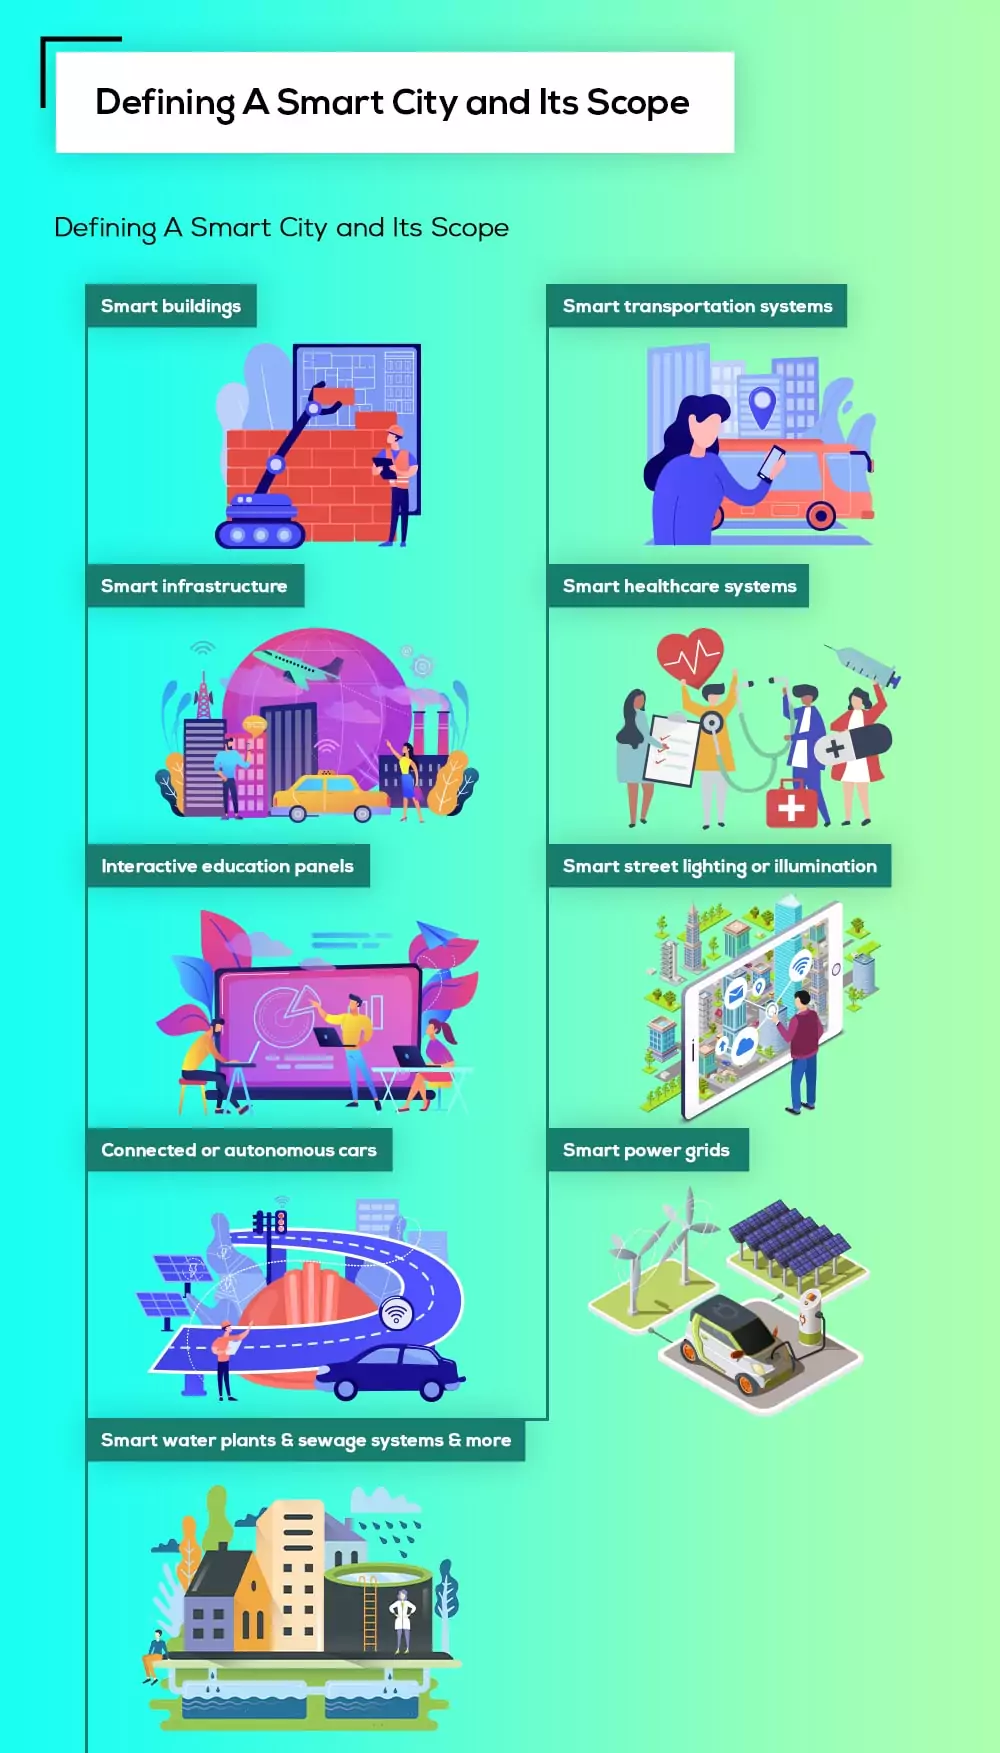 Defining A Smart City and Its Scope
Defining A Smart City and Its Scope
Smart buildings
Smart transportation systems
Smart infrastructure
Smart healthcare systems
Interactive education panels
Smart street lighting or illumination
Connected or autonomous cars
Smart power grids
Smart water plants & sewage systems & more